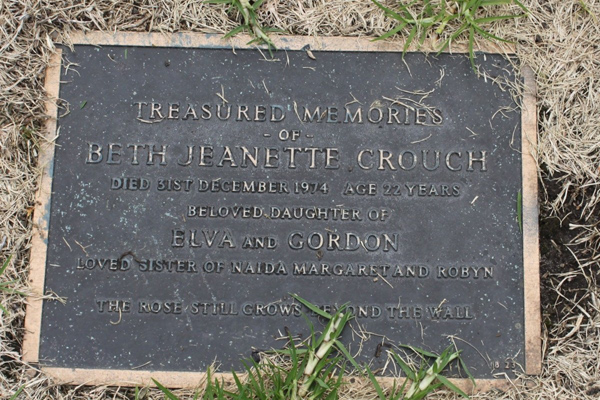 TREASURED MEMORIES
- OF -
BETH JEANETTE CROUCH
DIED 31ST DECEMBER 1974 AGE 22 YEARS
BELOVED DAUGHTER OF
ELVA AND GORDON
LOVED SISTER OF NAIDA MARGARET AND ROBYN
THE ROSE STILL GROWS BEYOND THE WALL